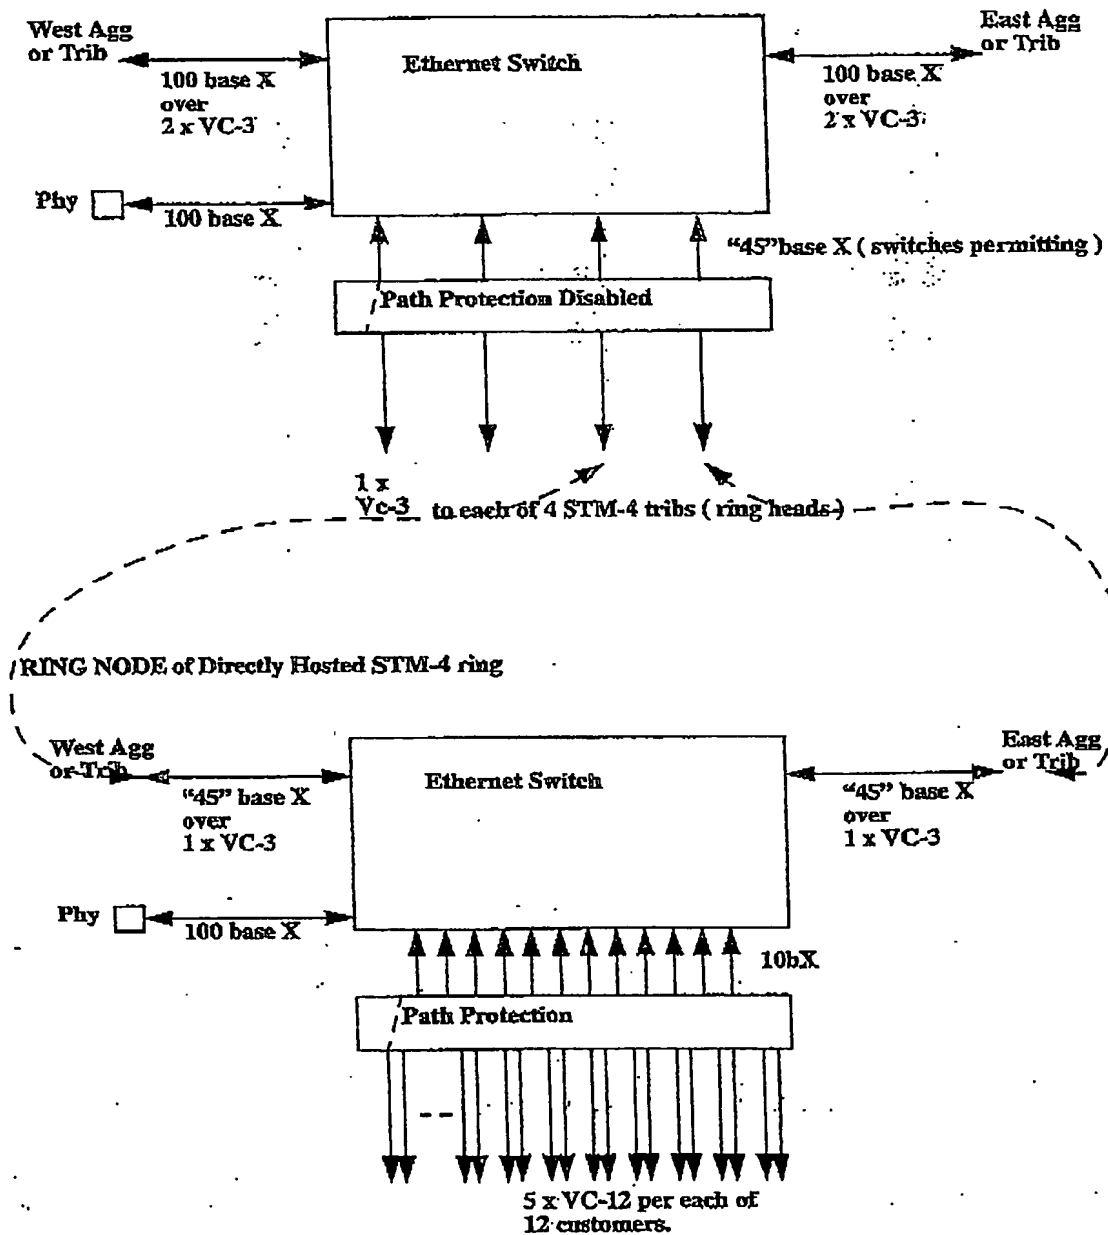 West Agg
or Trib
100 base X
over
2 x VC-3
Ethernet Switch
East Agg
or Trib
100 base X
over
2 x VC-3
Phy
100 base X
"45"base X ( switches permitting )
Path Protection Disabled
1 x
Vc-3 to each of 4 STM-4 tribs ( ring heads )
RING NODE of Directly Hosted STM-4 ring
West Agg
or Trib
"45" base X
over
1 x VC-3
Ethernet Switch
East Agg
or Trib
"45" base X
over
1 x VC-3
Phy
100 base X
10bX
Path Protection
5 x VC-12 per each of
12 customers.